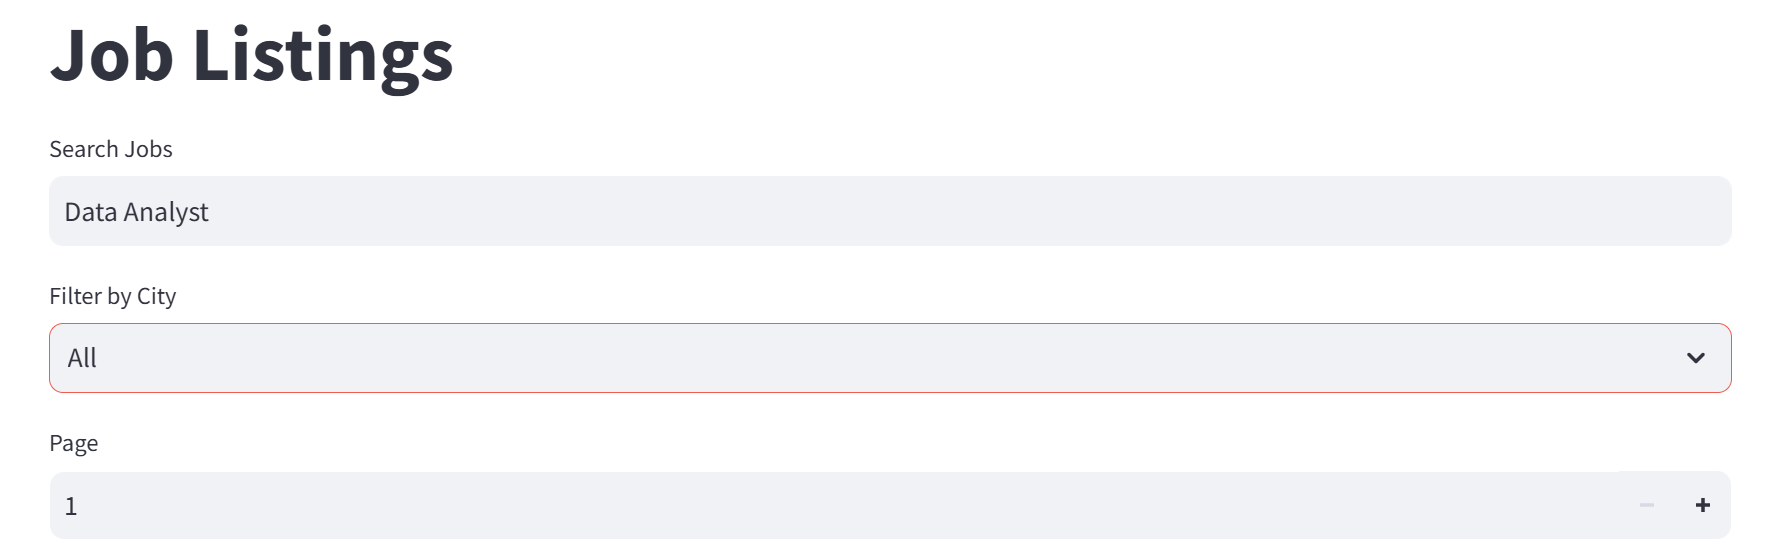 Job Listings
Search Jobs
Data Analyst
Filter by City
All
Page
1